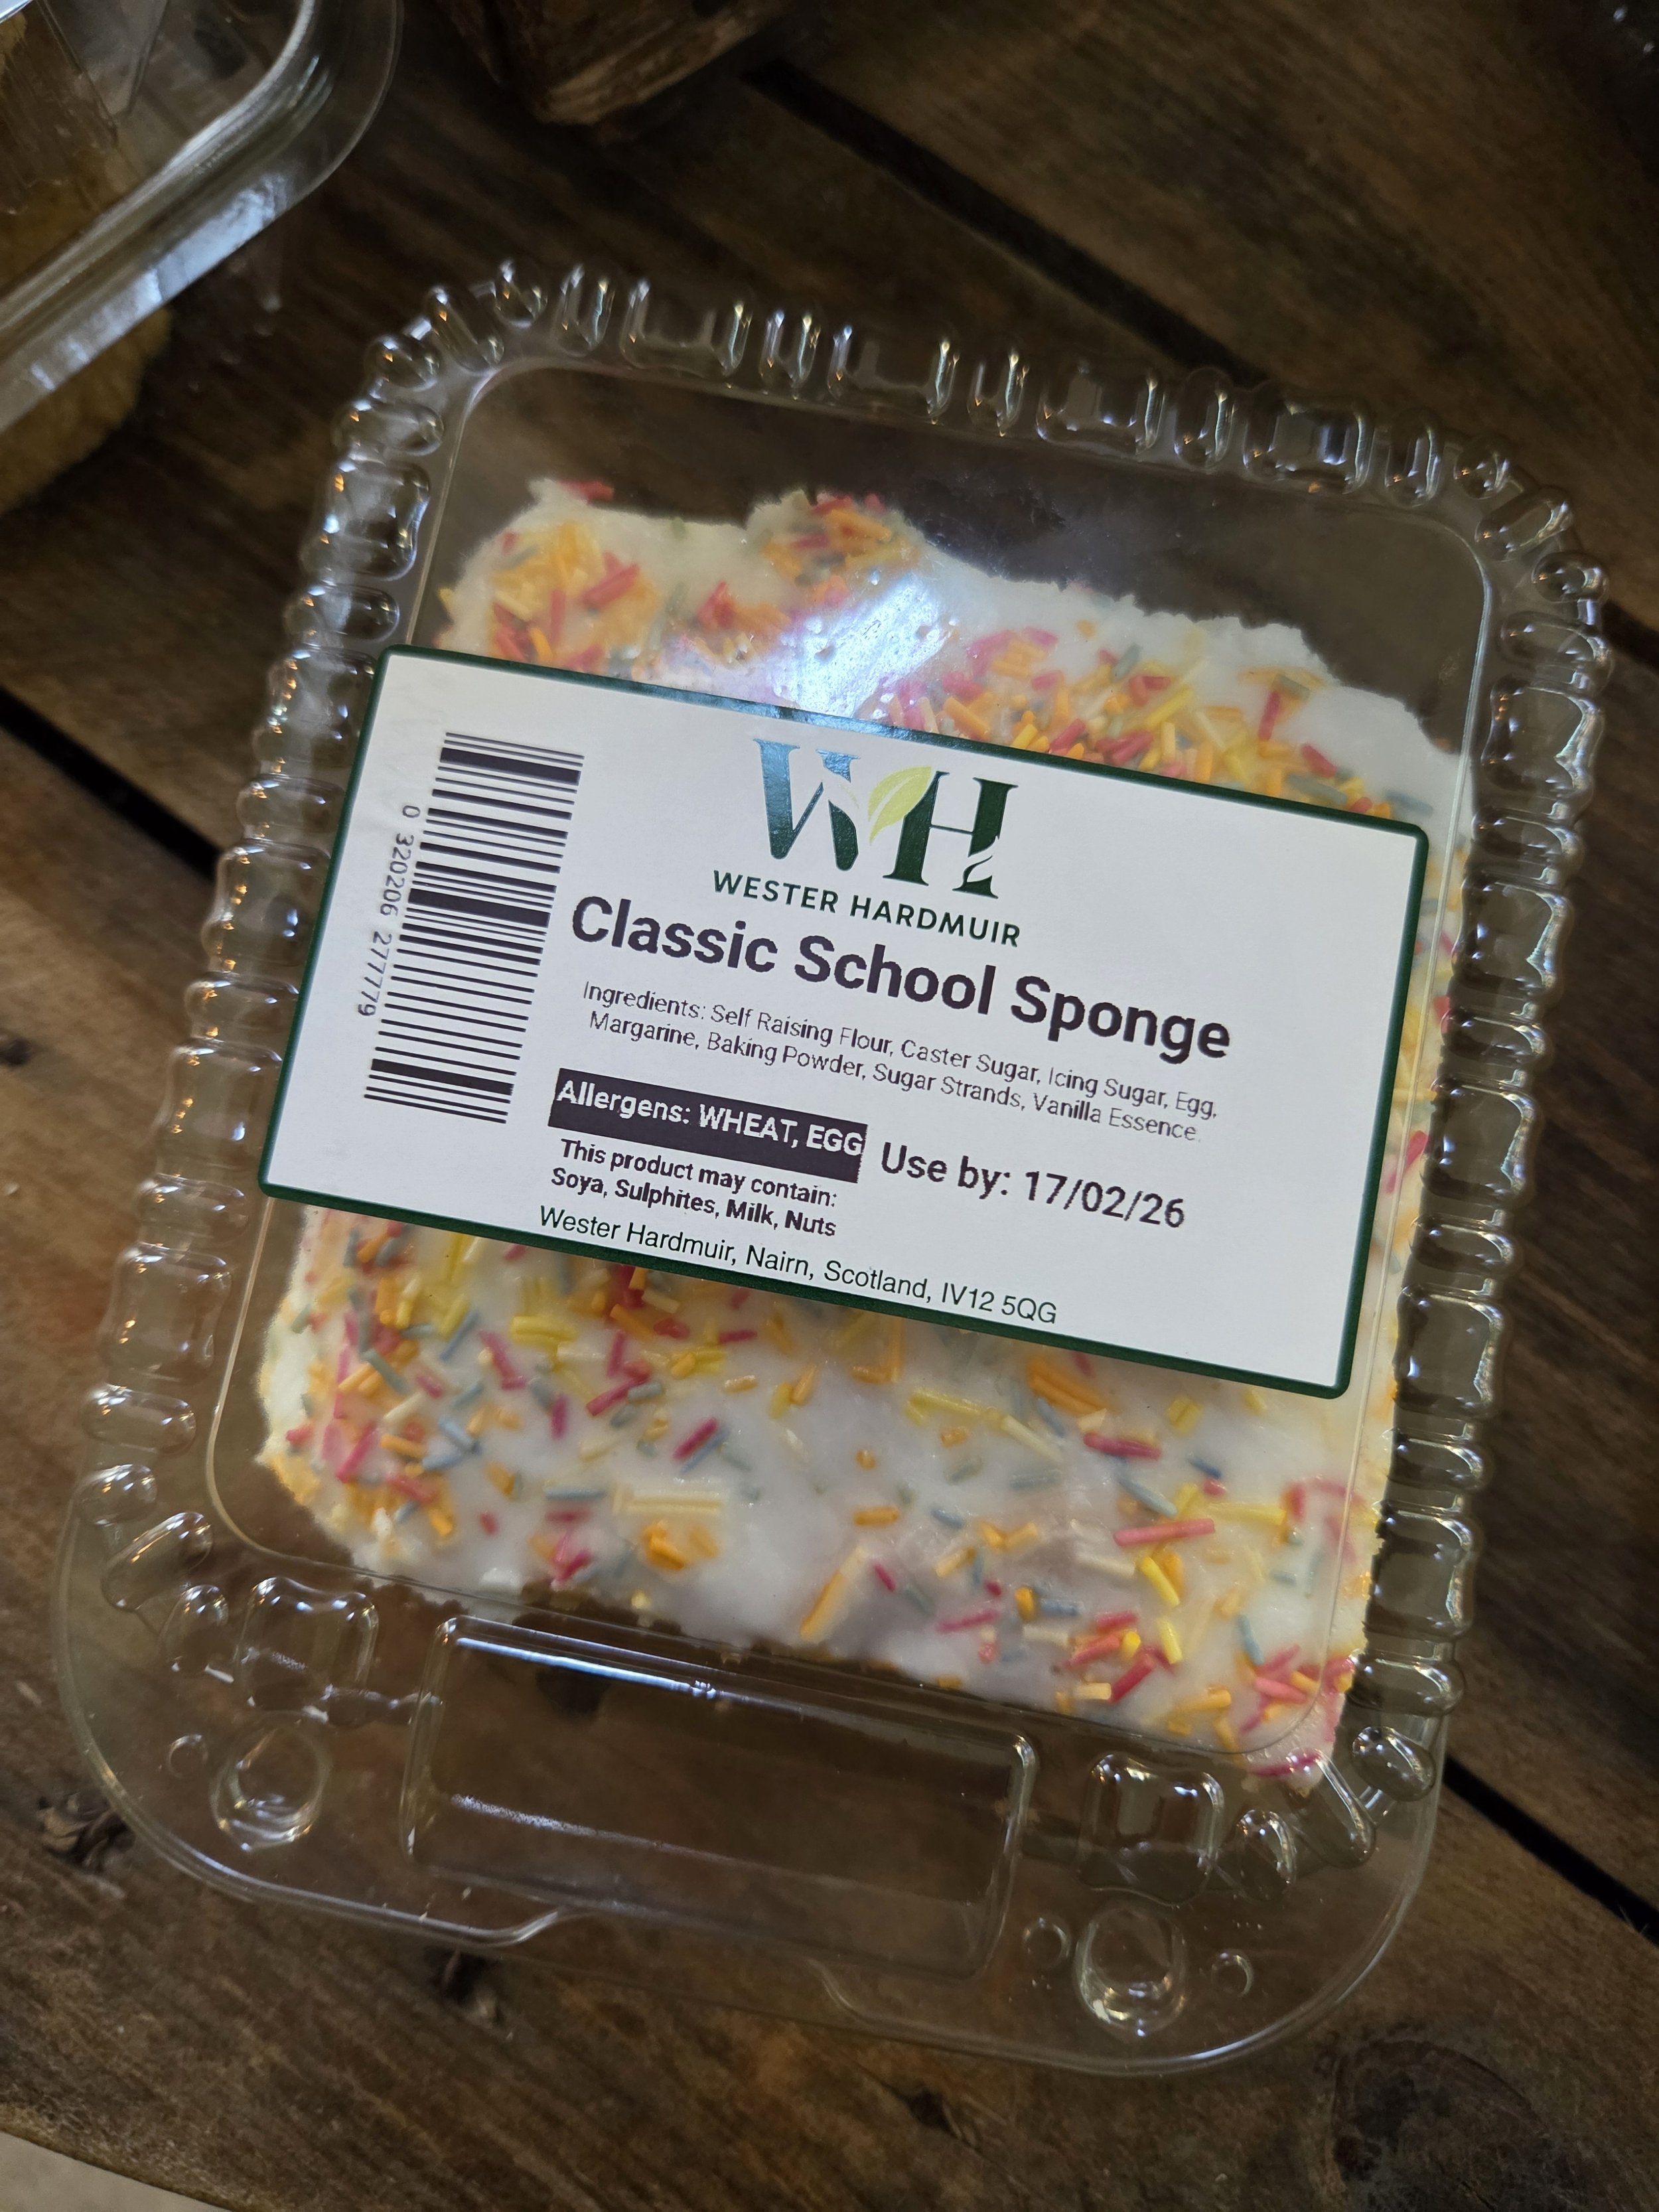 WH
WESTER HARDMUIR
Classic School Sponge
Ingredients: Self Raising Flour, Caster Sugar, Icing Sugar, Egg,
Margarine, Baking Powder, Sugar Strands, Vanilla Essence.
Allergens: WHEAT, EGG
This product may contain:
Soya, Sulphites, Milk, Nuts
Use by: 17/02/26
Wester Hardmuir, Nairn, Scotland, IV12 5QG
0 320206 277779